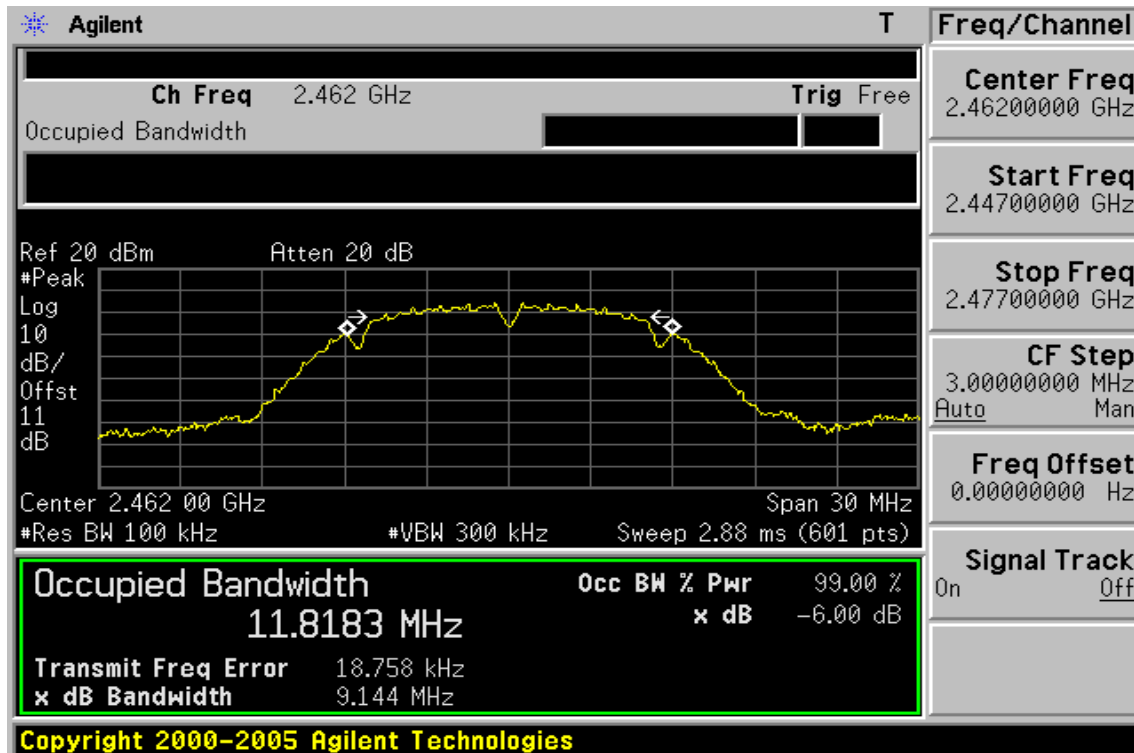 Agilent T
Freq/Channel
Ch Freq 2.462 GHz Trig Free
Occupied Bandwidth
Center Freq
2.46200000 GHz
Start Freq
2.44700000 GHz
Stop Freq
2.47700000 GHz
CF Step
3.00000000 MHz
Auto Man
Freq Offset
0.00000000 Hz
Signal Track
On Off
Ref 20 dBm Atten 20 dB
#Peak
Log
10
dB/
Offst
11
dB
Center 2.462 00 GHz Span 30 MHz
#Res BW 100 kHz #VBW 300 kHz Sweep 2.88 ms (601 pts)
Occupied Bandwidth
11.8183 MHz
Occ BW % Pwr 99.00 %
x dB -6.00 dB
Transmit Freq Error 18.758 kHz
x dB Bandwidth 9.144 MHz
Copyright 2000-2005 Agilent Technologies